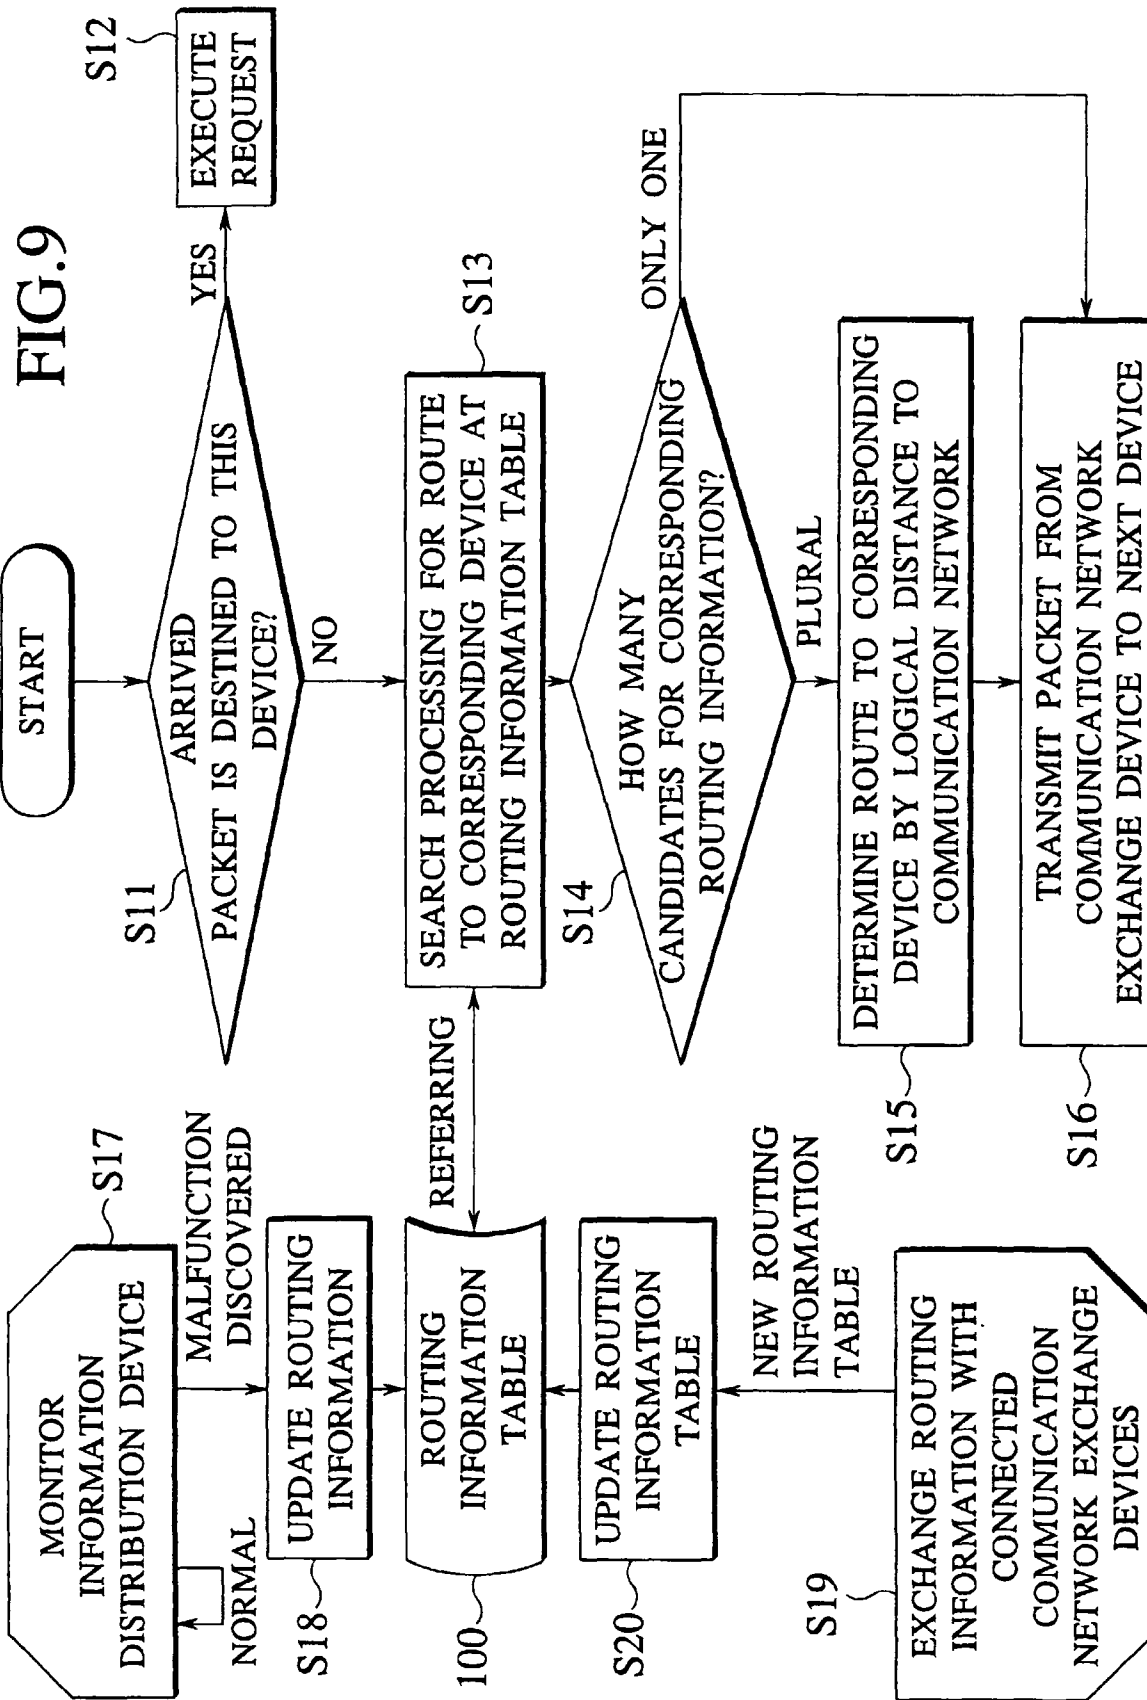 FIG.9
START
S11
ARRIVED
PACKET IS DESTINED TO THIS
DEVICE?
YES
S12
EXECUTE
REQUEST
NO
S13
SEARCH PROCESSING FOR ROUTE
TO CORRESPONDING DEVICE AT
ROUTING INFORMATION TABLE
REFERRING
S14
HOW MANY
CANDIDATES FOR CORRESPONDING
ROUTING INFORMATION?
ONLY ONE
PLURAL
S15
DETERMINE ROUTE TO CORRESPONDING
DEVICE BY LOGICAL DISTANCE TO
COMMUNICATION NETWORK
S16
TRANSMIT PACKET FROM
COMMUNICATION NETWORK
EXCHANGE DEVICE TO NEXT DEVICE
S17
MONITOR
INFORMATION
DISTRIBUTION DEVICE
NORMAL
MALFUNCTION
DISCOVERED
S18
UPDATE ROUTING
INFORMATION
100
ROUTING
INFORMATION
TABLE
S20
UPDATE ROUTING
INFORMATION
TABLE
NEW ROUTING
INFORMATION
TABLE
S19
EXCHANGE ROUTING
INFORMATION WITH
CONNECTED
COMMUNICATION
NETWORK EXCHANGE
DEVICES